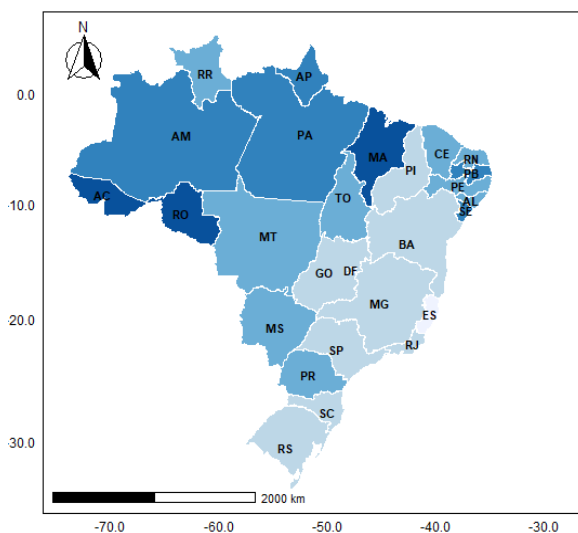 N
RR
AP
0.0
AM
PA
MA
CE
RN
PI
PB
PE
TO
AL
SE
AC
RO
-10.0
MT
BA
GO
DF
MG
ES
-20.0
MS
SP
RJ
PR
SC
-30.0
RS
2000 km
-70.0
-60.0
-50.0
-40.0
-30.0